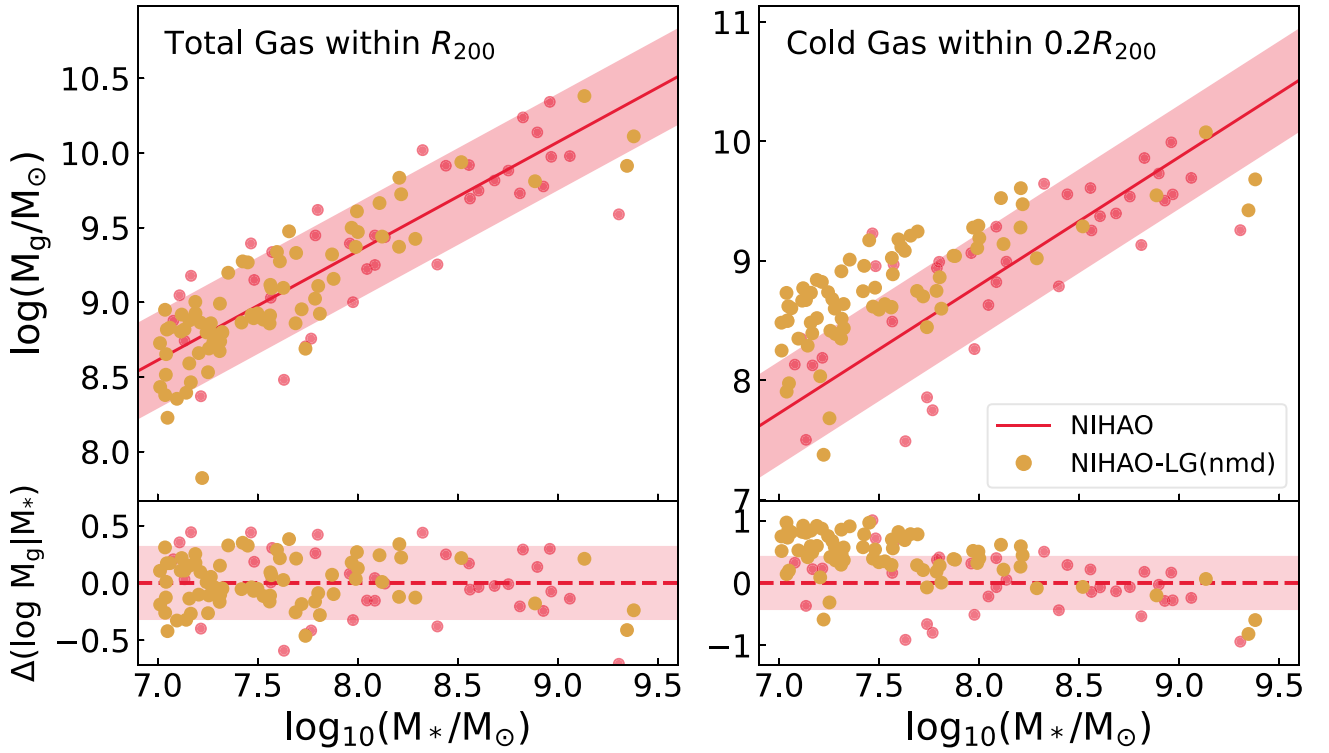 Total Gas within R200
log(Mg/M⊙)
10.5
10.0
9.5
9.0
8.5
8.0
Δ(log Mg|M*)
0.5
0.0
−0.5
7.0 7.5 8.0 8.5 9.0 9.5
log10(M*/M⊙)
Cold Gas within 0.2R200
11
10
9
8
7
NIHAO
NIHAO-LG(nmd)
1
0
−1
7.0 7.5 8.0 8.5 9.0 9.5
log10(M*/M⊙)